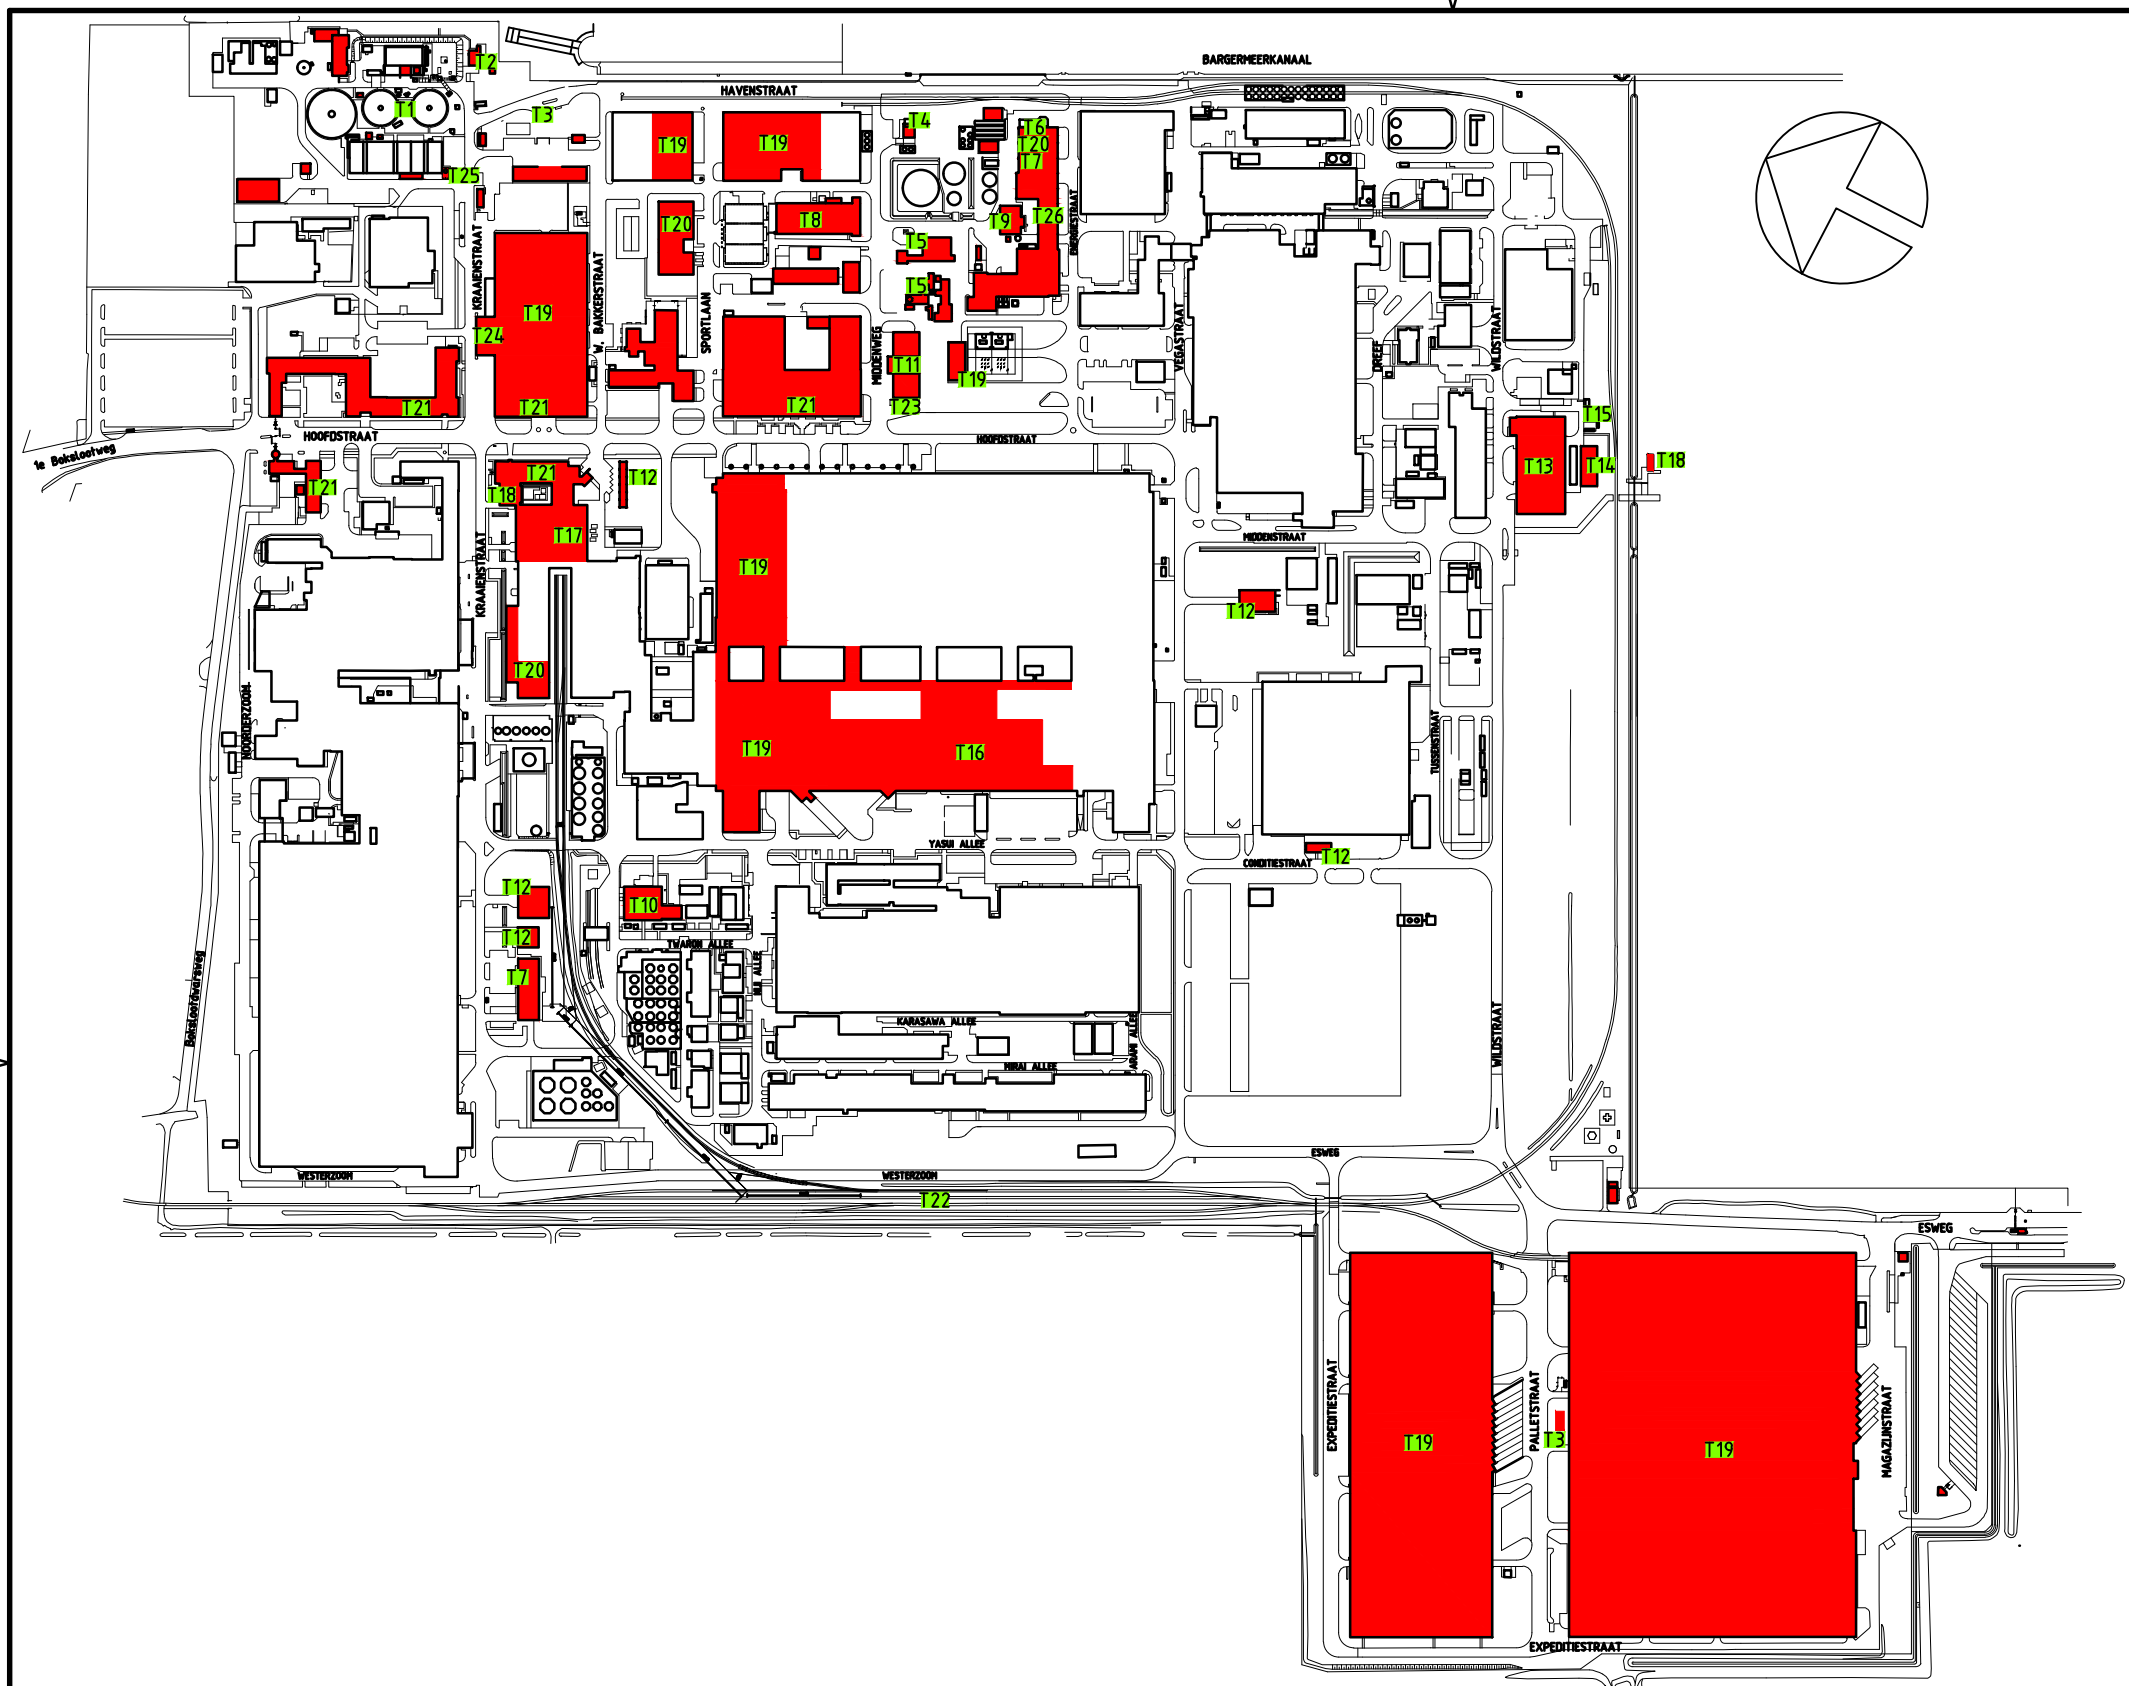 BARGERMEERKANAAL
T2
HAVENSTRAAT
T1
T3
T4
T6
T19
T19
T20
T7
T25
T8
T9
T26
T20
ENERGIESTRAAT
KRAAIENSTRAAT
W. BAKKERSTRAAT
T5
T5
T19
T24
SPORTLAAN
MIDDENWEG
VEGASTRAAT
DREEF
WILDSTRAAT
T11
T19
T21
T21
T21
T23
T15
HOOFDSTRAAT
HOOFDSTRAAT
1e Bokslootweg
T21
T18
T21
T12
T13
T14
T18
T17
MIDDENSTRAAT
KRAAIENSTRAAT
T19
T12
T20
NOORDERZOOM
TUSSENSTRAAT
T19
T16
YASUI ALLEE
T12
CONDITIESTRAAT
T12
T10
T12
TWARON ALLEE
T7
Bokslootdwarsweg
KARASAWA ALLEE
WILDSTRAAT
MIRAI ALLEE
ESWEG
WESTERZOOM
WESTERZOOM
T22
ESWEG
EXPEDITIESTRAAT
PALLETSTRAAT
MAGAZIJNSTRAAT
T19
T3
T19
EXPEDITIESTRAAT